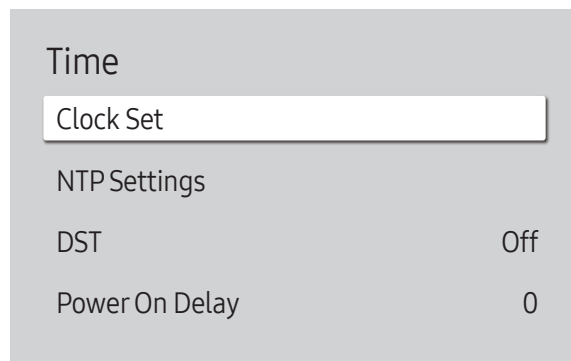 Time
Clock Set
NTP Settings
DST Off
Power On Delay 0